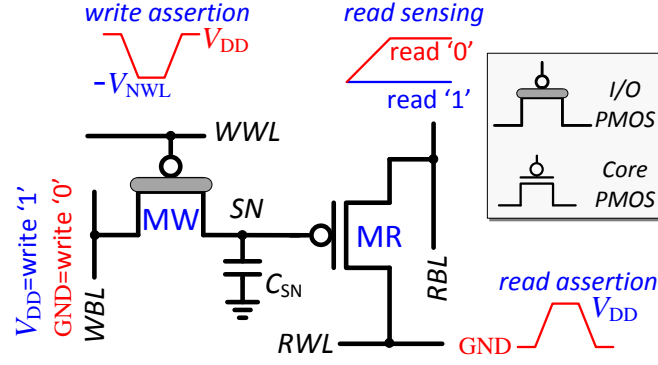 write assertion
read sensing
V_DD
−V_NWL
read ‘0’
read ‘1’
I/O
PMOS
Core
PMOS
WWL
MW
SN
MR
C_SN
RBL
WBL
V_DD=write ‘1’
GND=write ‘0’
RWL
read assertion
V_DD
GND